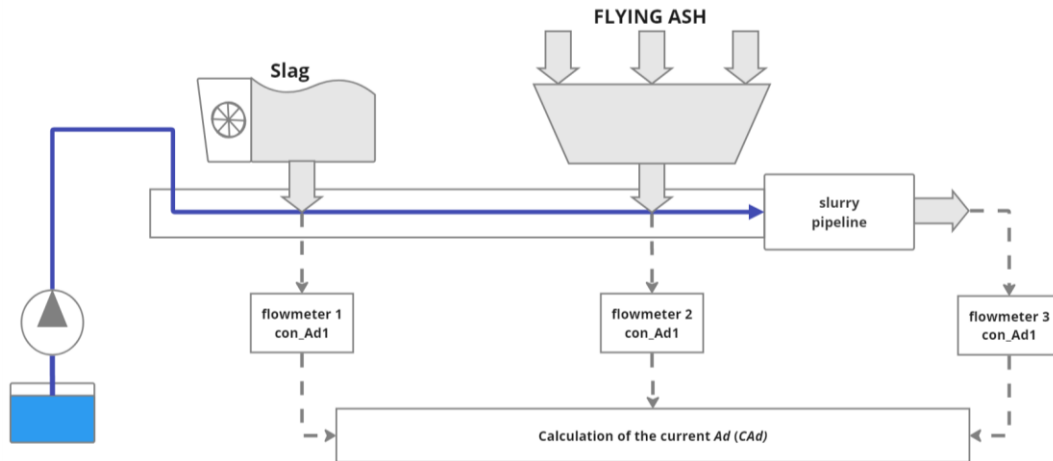 FLYING ASH
Slag
slurry
pipeline
flowmeter 1
con_Ad1
flowmeter 2
con_Ad1
flowmeter 3
con_Ad1
Calculation of the current Ad (CAd)